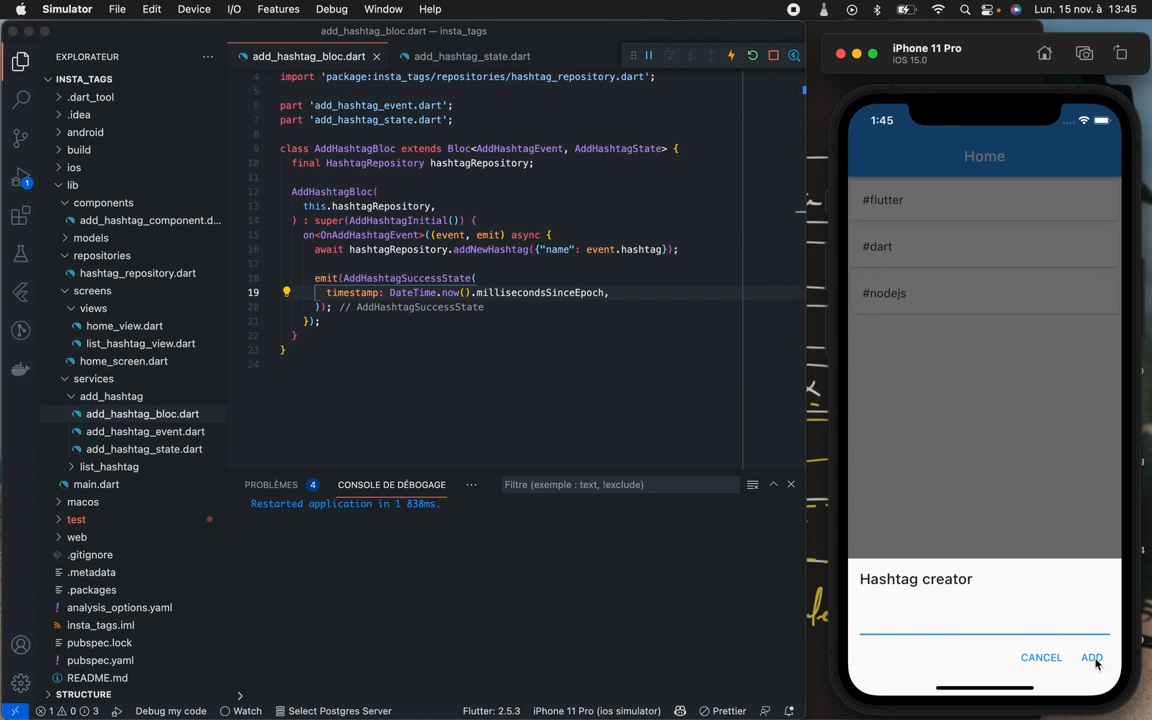 Simulator File Edit Device I/O Features Debug Window Help
Lun. 15 nov. à 13:45
add_hashtag_bloc.dart — insta_tags
EXPLORATEUR
INSTA_TAGS
.dart_tool
.idea
android
build
ios
lib
components
add_hashtag_component.d...
models
repositories
hashtag_repository.dart
screens
views
home_view.dart
list_hashtag_view.dart
home_screen.dart
services
add_hashtag
add_hashtag_bloc.dart
add_hashtag_event.dart
add_hashtag_state.dart
list_hashtag
main.dart
macos
test
web
.gitignore
.metadata
.packages
analysis_options.yaml
insta_tags.iml
pubspec.lock
pubspec.yaml
README.md
STRUCTURE
1
add_hashtag_bloc.dart
add_hashtag_state.dart
4 import 'package:insta_tags/repositories/hashtag_repository.dart';
5
6 part 'add_hashtag_event.dart';
7 part 'add_hashtag_state.dart';
8
9 class AddHashtagBloc extends Bloc<AddHashtagEvent, AddHashtagState> {
10 final HashtagRepository hashtagRepository;
11
12 AddHashtagBloc(
13 this.hashtagRepository,
14 ) : super(AddHashtagInitial()) {
15 on<OnAddHashtagEvent>((event, emit) async {
16 await hashtagRepository.addNewHashtag({"name": event.hashtag});
17
18 emit(AddHashtagSuccessState(
19 timestamp: DateTime.now().millisecondsSinceEpoch,
20 )); // AddHashtagSuccessState
21 });
22 }
23 }
24
PROBLÈMES 4 CONSOLE DE DÉBOGAGE
Filtre (exemple : text, !exclude)
Restarted application in 1 838ms.
1 0 3 Debug my code Watch Select Postgres Server Flutter: 2.5.3 iPhone 11 Pro (ios simulator) Prettier
iPhone 11 Pro
iOS 15.0
1:45
Home
#flutter
#dart
#nodejs
Hashtag creator
CANCEL ADD